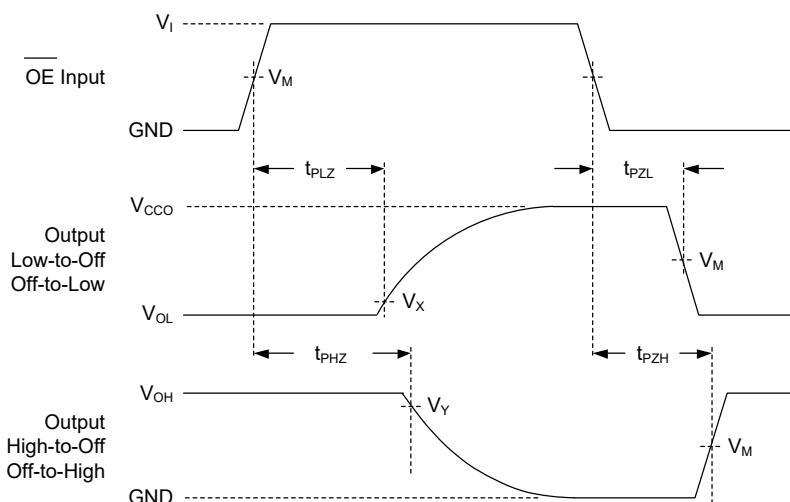 V_I
OE Input
V_M
GND
t_PLZ
t_PZL
V_CCO
Output
Low-to-Off
Off-to-Low
V_M
V_X
V_OL
t_PHZ
t_PZH
V_OH
V_Y
Output
High-to-Off
Off-to-High
V_M
GND